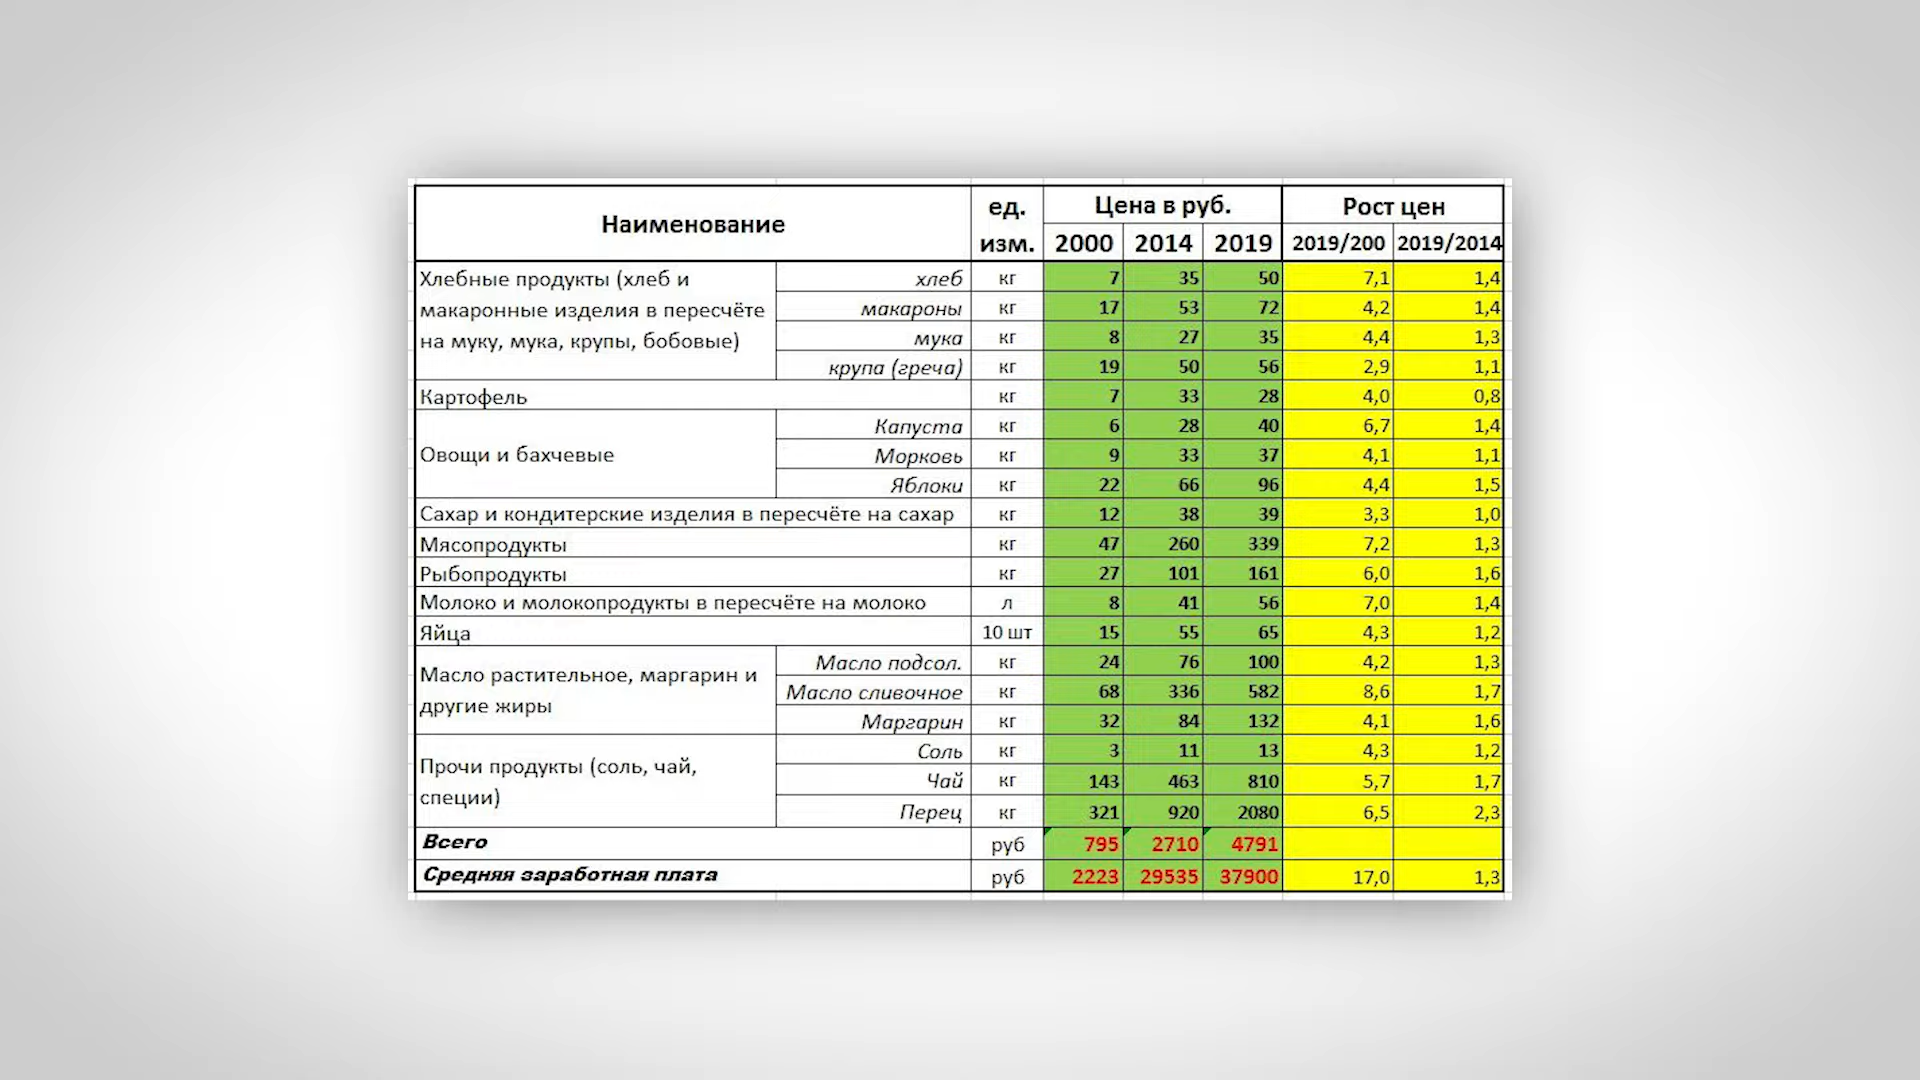 Наименование ед. изм. Цена в руб. Рост цен
2000 2014 2019 2019/200 2019/2014
Хлебные продукты (хлеб и макаронные изделия в пересчёте на муку, мука, крупы, бобовые)
хлеб кг 7 35 50 7,1 1,4
макароны кг 17 53 72 4,2 1,4
мука кг 8 27 35 4,4 1,3
крупа (греча) кг 19 50 56 2,9 1,1
Картофель кг 7 33 28 4,0 0,8
Овощи и бахчевые
Капуста кг 6 28 40 6,7 1,4
Морковь кг 9 33 37 4,1 1,1
Яблоки кг 22 66 96 4,4 1,5
Сахар и кондитерские изделия в пересчёте на сахар кг 12 38 39 3,3 1,0
Мясопродукты кг 47 260 339 7,2 1,3
Рыбопродукты кг 27 101 161 6,0 1,6
Молоко и молокопродукты в пересчёте на молоко л 8 41 56 7,0 1,4
Яйца 10 шт 15 55 65 4,3 1,2
Масло растительное, маргарин и другие жиры
Масло подсол. кг 24 76 100 4,2 1,3
Масло сливочное кг 68 336 582 8,6 1,7
Маргарин кг 32 84 132 4,1 1,6
Прочи продукты (соль, чай, специи)
Соль кг 3 11 13 4,3 1,2
Чай кг 143 463 810 5,7 1,7
Перец кг 321 920 2080 6,5 2,3
Всего руб 795 2710 4791
Средняя заработная плата руб 2223 29535 37900 17,0 1,3